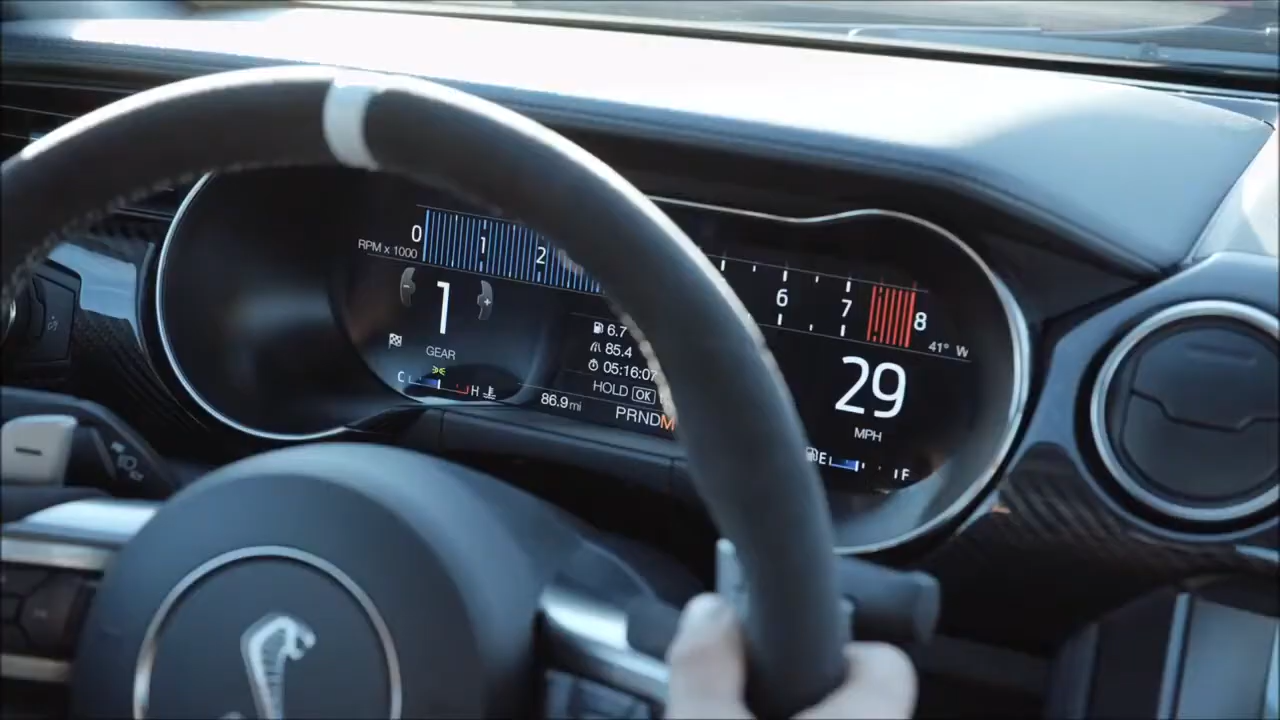 0 1 2 6 7 8
RPM x 1000
- 1 +
GEAR
C H
6.7
85.4
05:16:07
HOLD OK
86.9 mi
PRNDM
41° W
29
MPH
E F